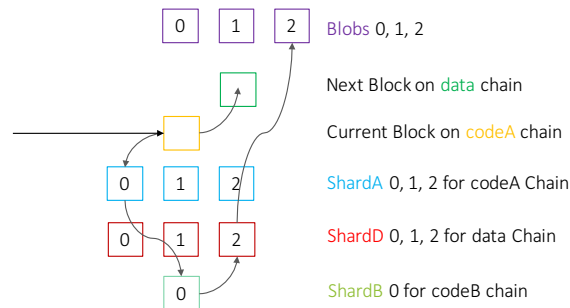 0 1 2 Blobs 0, 1, 2
Next Block on data chain
Current Block on codeA chain
0 1 2 ShardA 0, 1, 2 for codeA Chain
0 1 2 ShardD 0, 1, 2 for data Chain
0 ShardB 0 for codeB chain